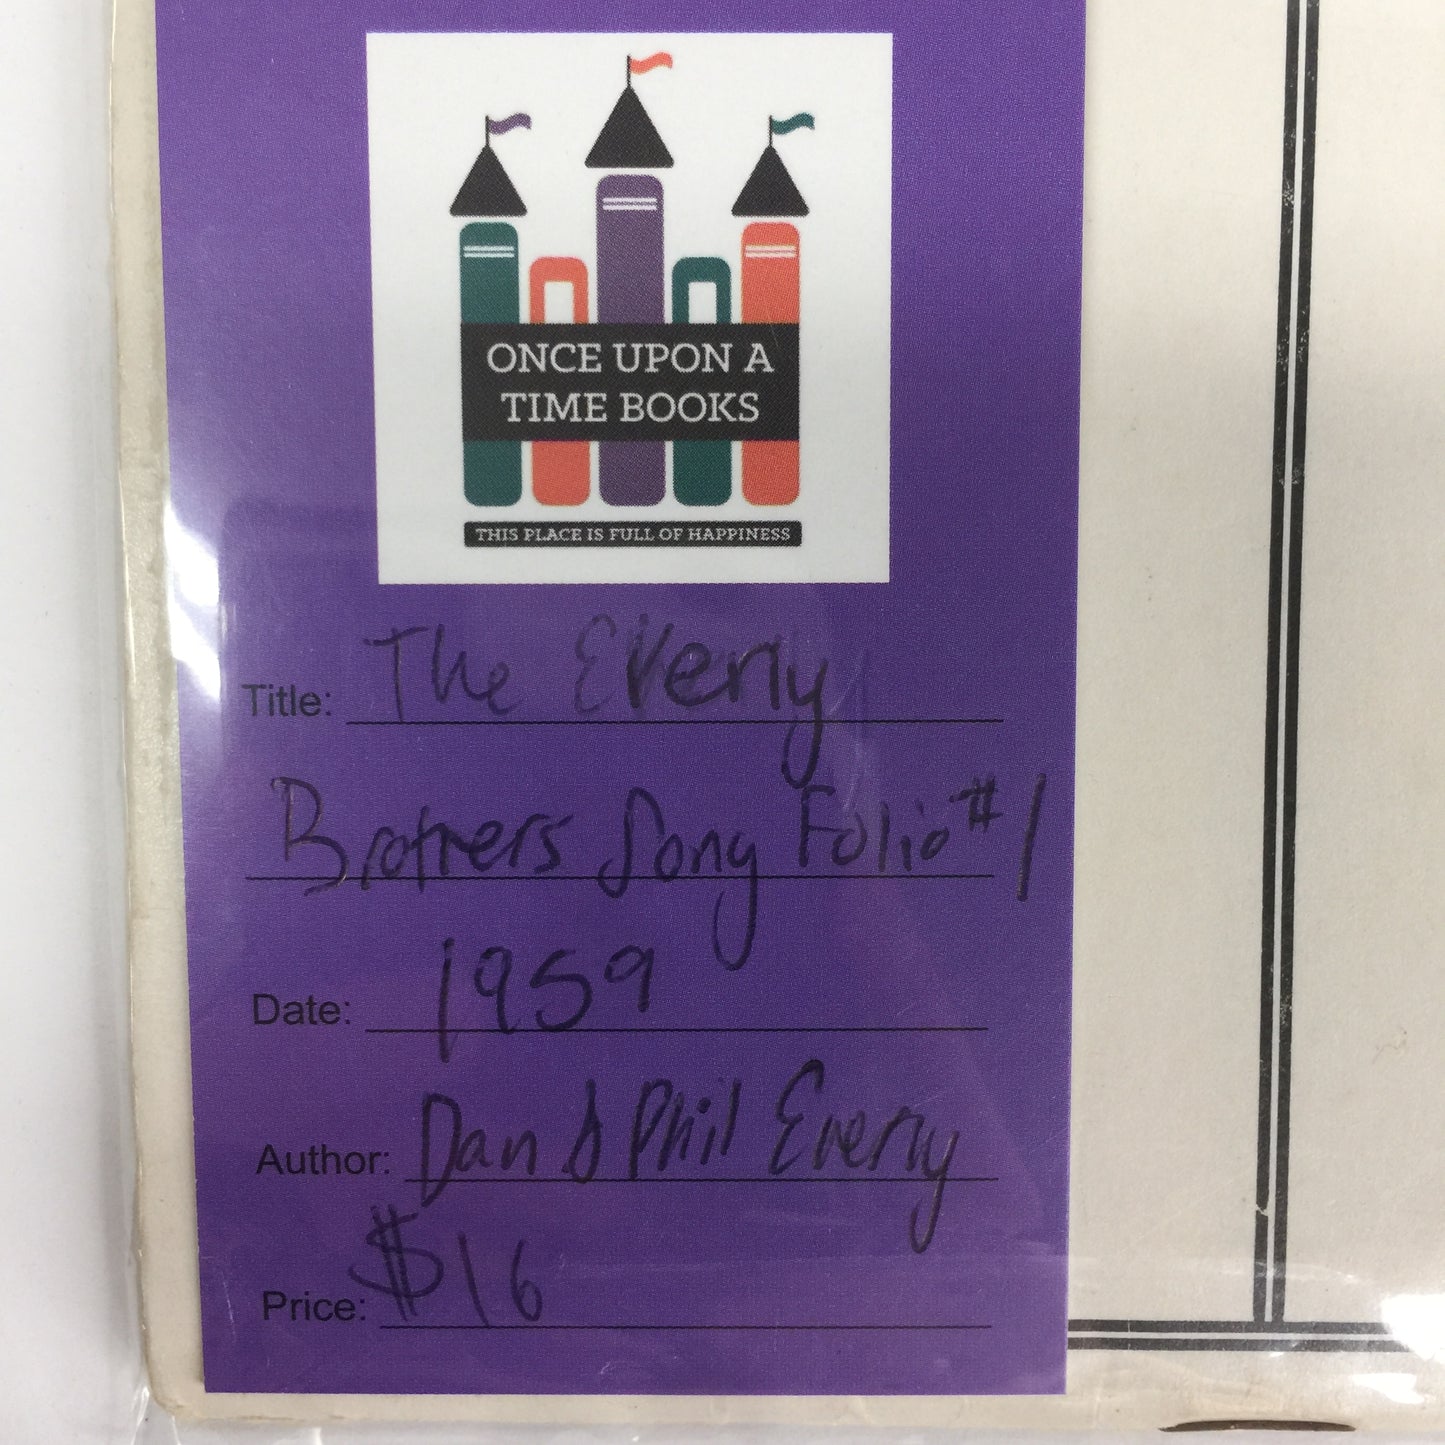 ONCE UPON A
TIME BOOKS
THIS PLACE IS FULL OF HAPPINESS
Title: The Everly
Brothers Song Folio #1
Date: 1959
Author: Dan & Phil Everly
Price: $16